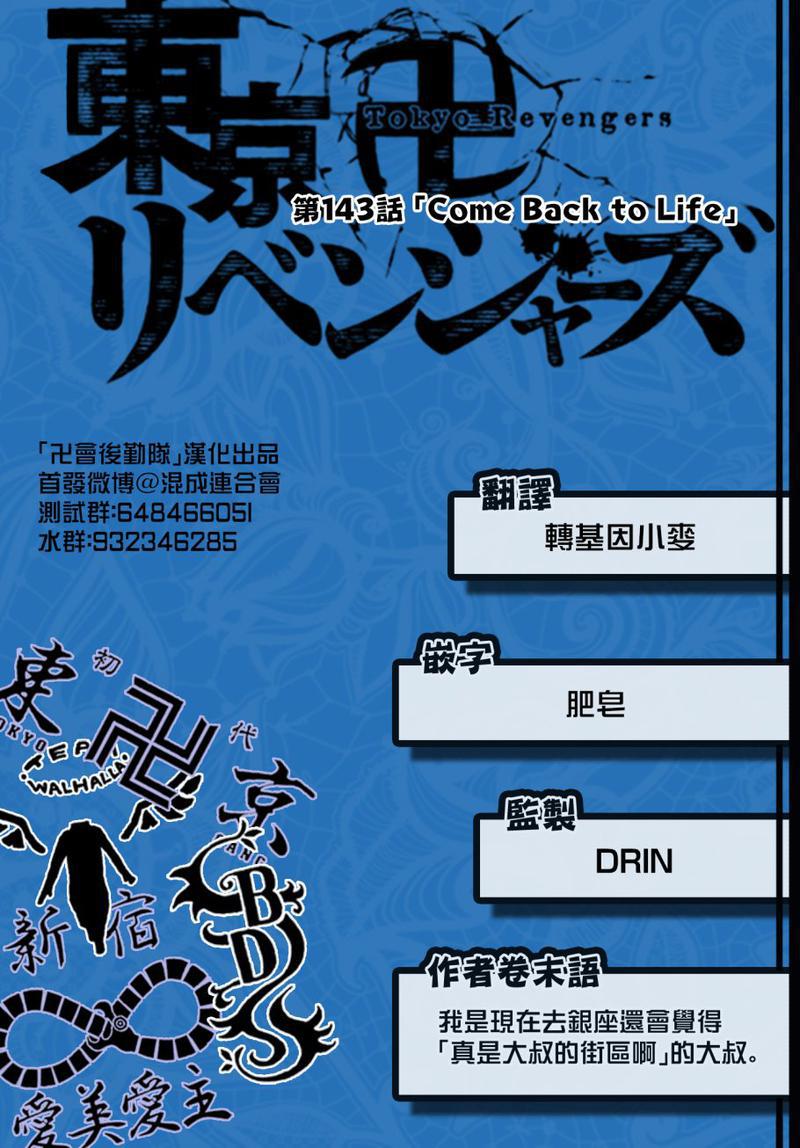 東京卍
Tokyo Revengers
第143話「Come Back to Life」
リベンジャーズ
「卍會後勤隊」漢化出品
首發微博@混成連合會
測試群:648466051
水群:932346285
翻譯
轉基因小麥
嵌字
肥皂
監製
DRIN
作者卷末語
我是現在去銀座還會覺得
「真是大叔的街區啊」的大叔。
東
初
卍
代
京
WALHALLA
BD
新宿
愛美愛主